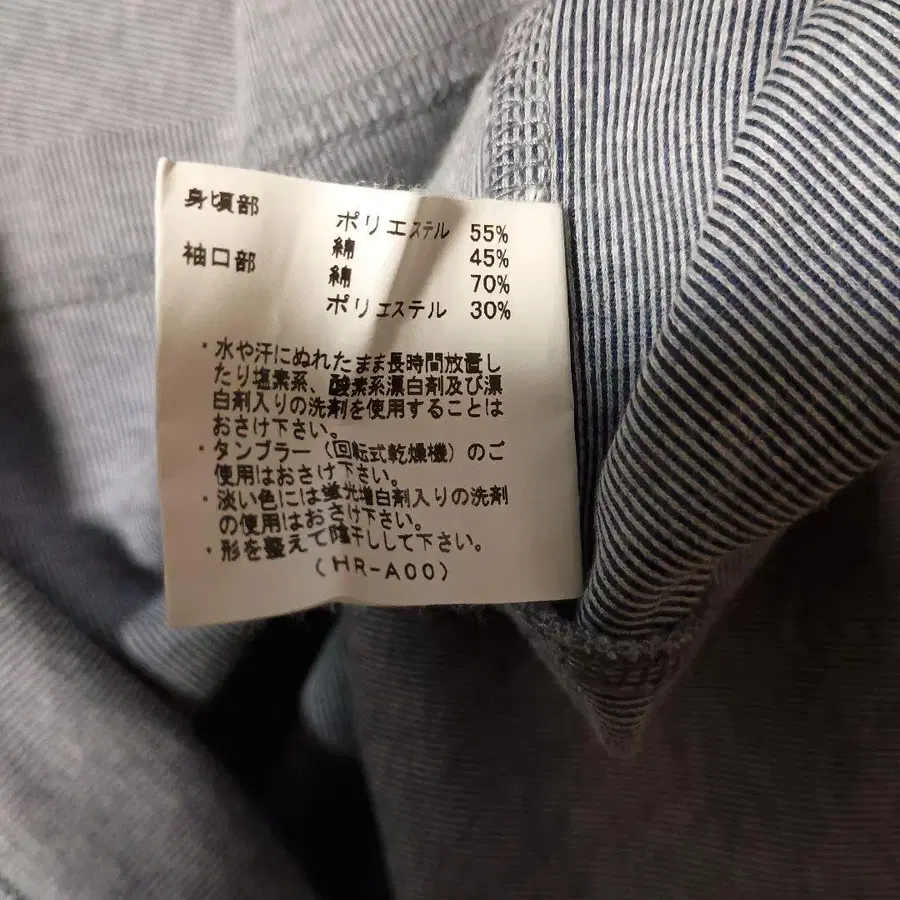 身頃部 ポリエステル 55%
綿 45%
袖口部 綿 70%
ポリエステル 30%
・水や汗にぬれたまま長時間放置し
たり塩素系、酸素系漂白剤及び漂
白剤入りの洗剤を使用することは
おさけ下さい。
・タンブラー（回転式乾燥機）のご
使用はおさけ下さい。
・淡い色には蛍光増白剤入りの洗剤
の使用はおさけ下さい。
・形を整えて陰干しして下さい。
(HR-A00)